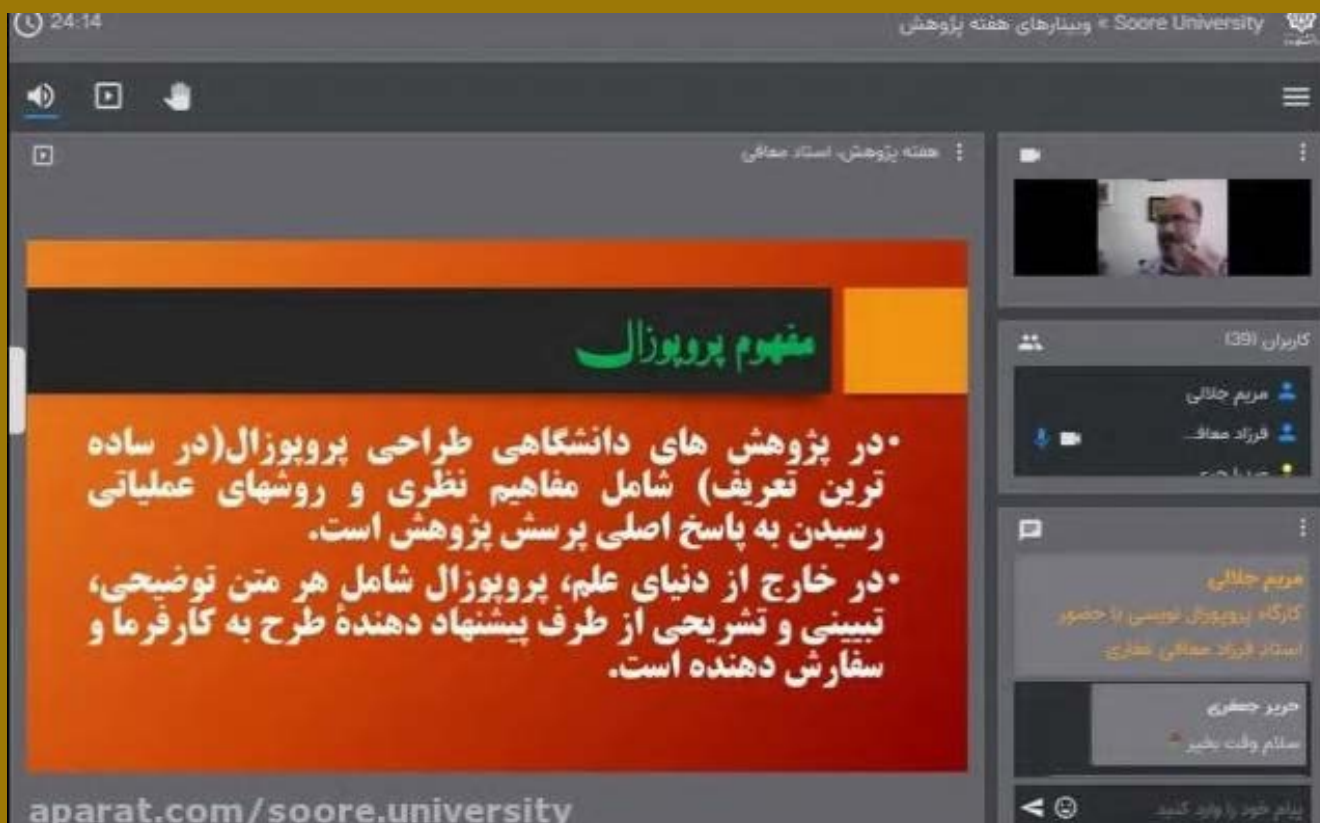 24:14
Soore University » وبینارهای هفته پژوهش
هفته پژوهش، استاد معافی
مفهوم پروپوزال
•در پژوهش های دانشگاهی طراحی پروپوزال(در ساده
ترین تعریف) شامل مفاهیم نظری و روشهای عملیاتی
رسیدن به پاسخ اصلی پرسش پژوهش است.
•در خارج از دنیای علم، پروپوزال شامل هر متن توضیحی،
تبیینی و تشریحی از طرف پیشنهاد دهندهٔ طرح به کارفرما و
سفارش دهنده است.
کاربران (39)
مریم جلالی
فرزاد معافـ...
مریم جلالی
کارگاه پروپوزال نویسی با حضور
استاد فرزاد معافی غفاری
حریر جعفری
سلام وقت بخیر
پیام خود را وارد کنید
aparat.com/soore.university